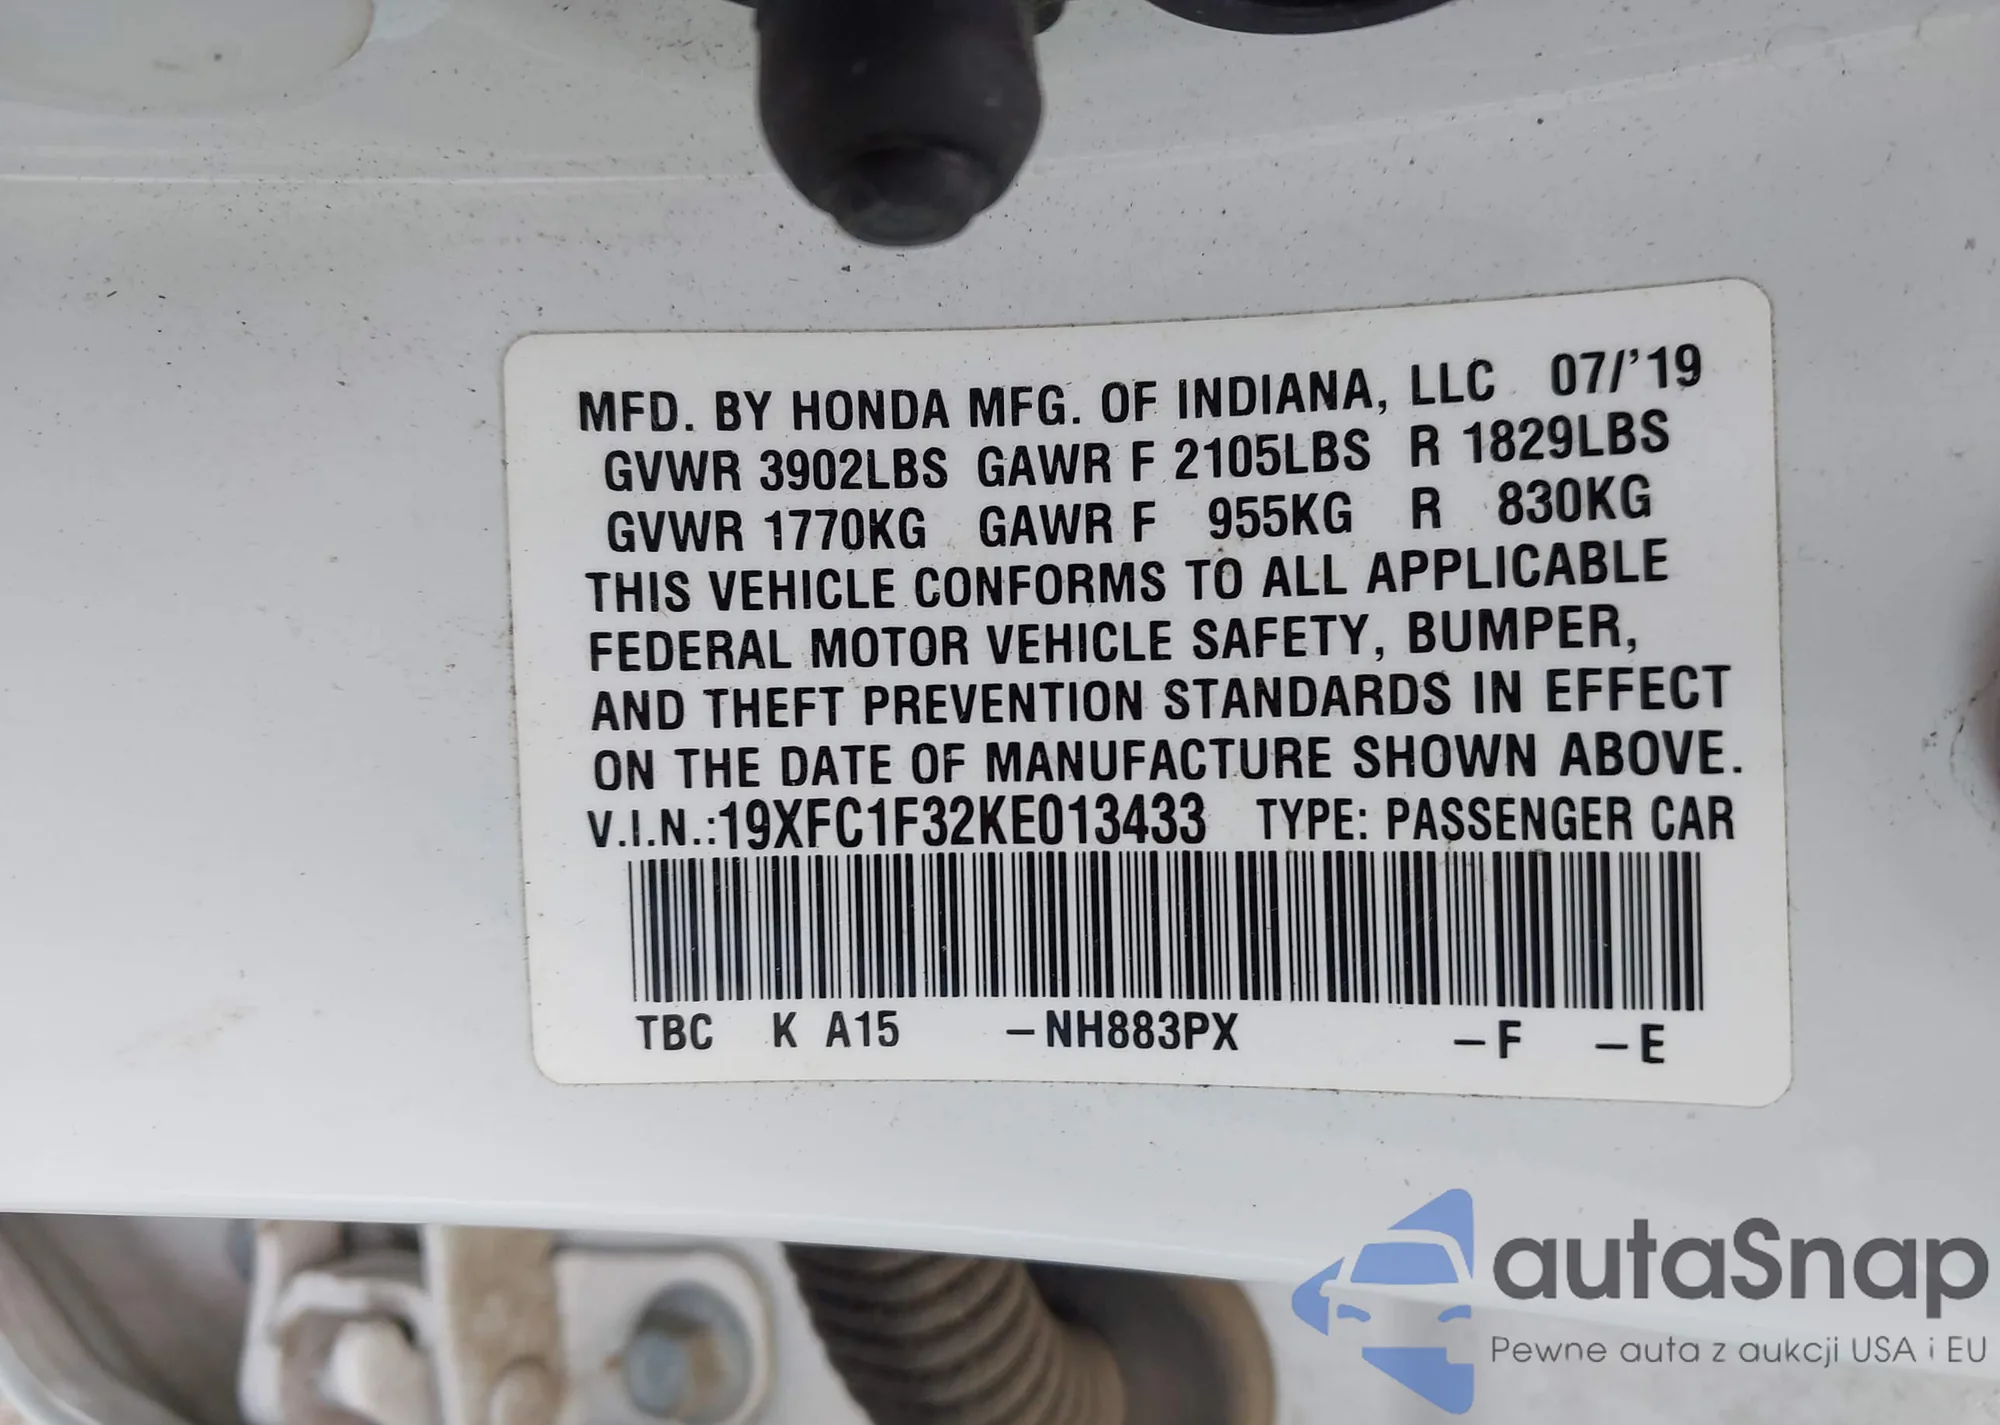 MFD. BY HONDA MFG. OF INDIANA, LLC 07/'19
GVWR 3902LBS GAWR F 2105LBS R 1829LBS
GVWR 1770KG GAWR F 955KG R 830KG
THIS VEHICLE CONFORMS TO ALL APPLICABLE
FEDERAL MOTOR VEHICLE SAFETY, BUMPER,
AND THEFT PREVENTION STANDARDS IN EFFECT
ON THE DATE OF MANUFACTURE SHOWN ABOVE.
V.I.N.:19XFC1F32KE013433 TYPE: PASSENGER CAR
TBC K A15 –NH883PX –F –E
autaSnap
Pewne auta z aukcji USA i EU